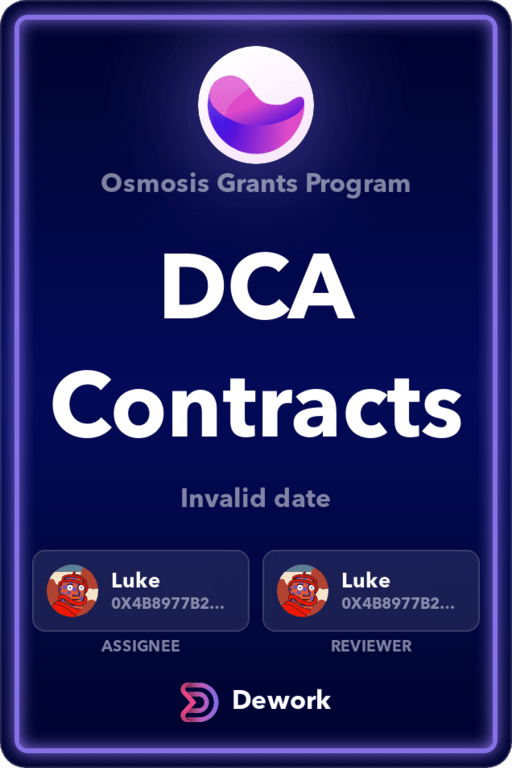 Osmosis Grants Program
DCA
Contracts
Invalid date
Luke
0X4B8977B2...
ASSIGNEE
Luke
0X4B8977B2...
REVIEWER
Dework